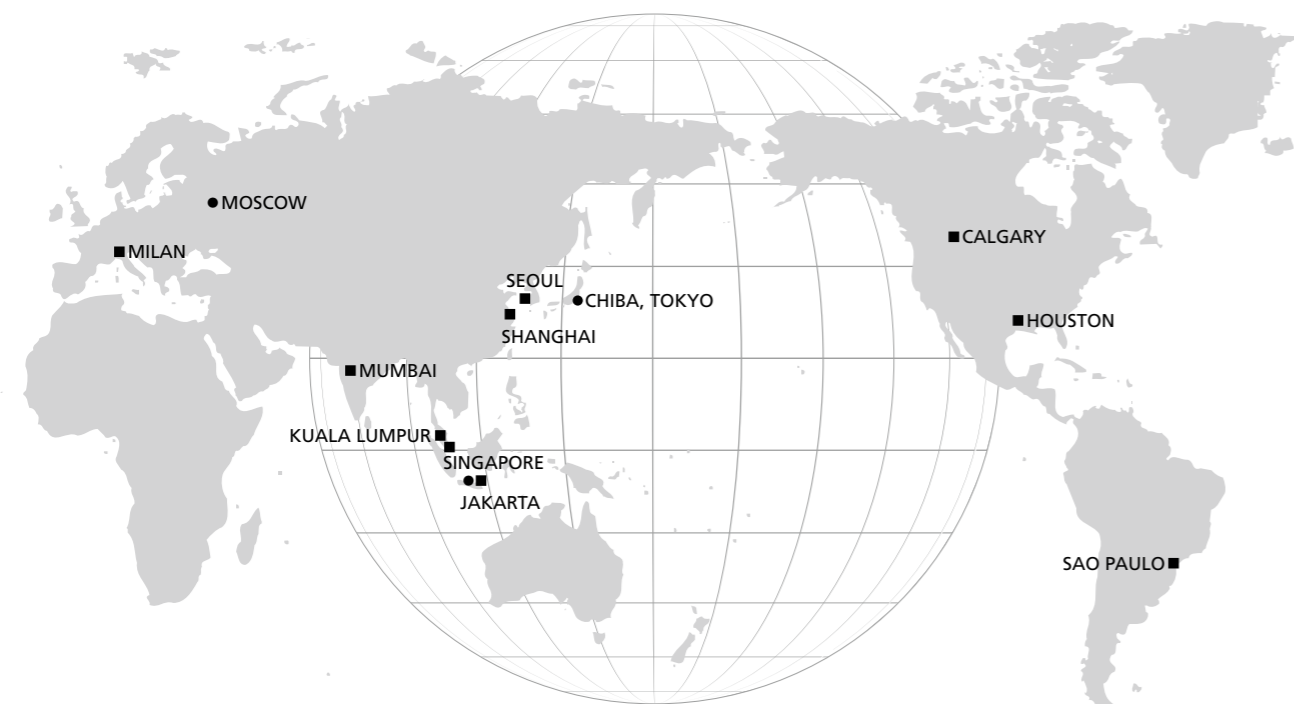 MOSCOW
MILAN
CALGARY
SEOUL
CHIBA, TOKYO
HOUSTON
SHANGHAI
MUMBAI
KUALA LUMPUR
SINGAPORE
JAKARTA
SAO PAULO